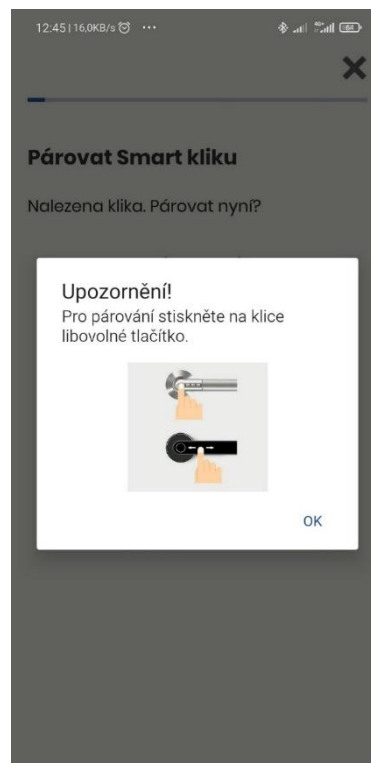 12:45 | 16,0KB/s
64
Párovat Smart kliku
Nalezena klika. Párovat nyní?
Upozornění!
Pro párování stiskněte na klice
libovolné tlačítko.
OK